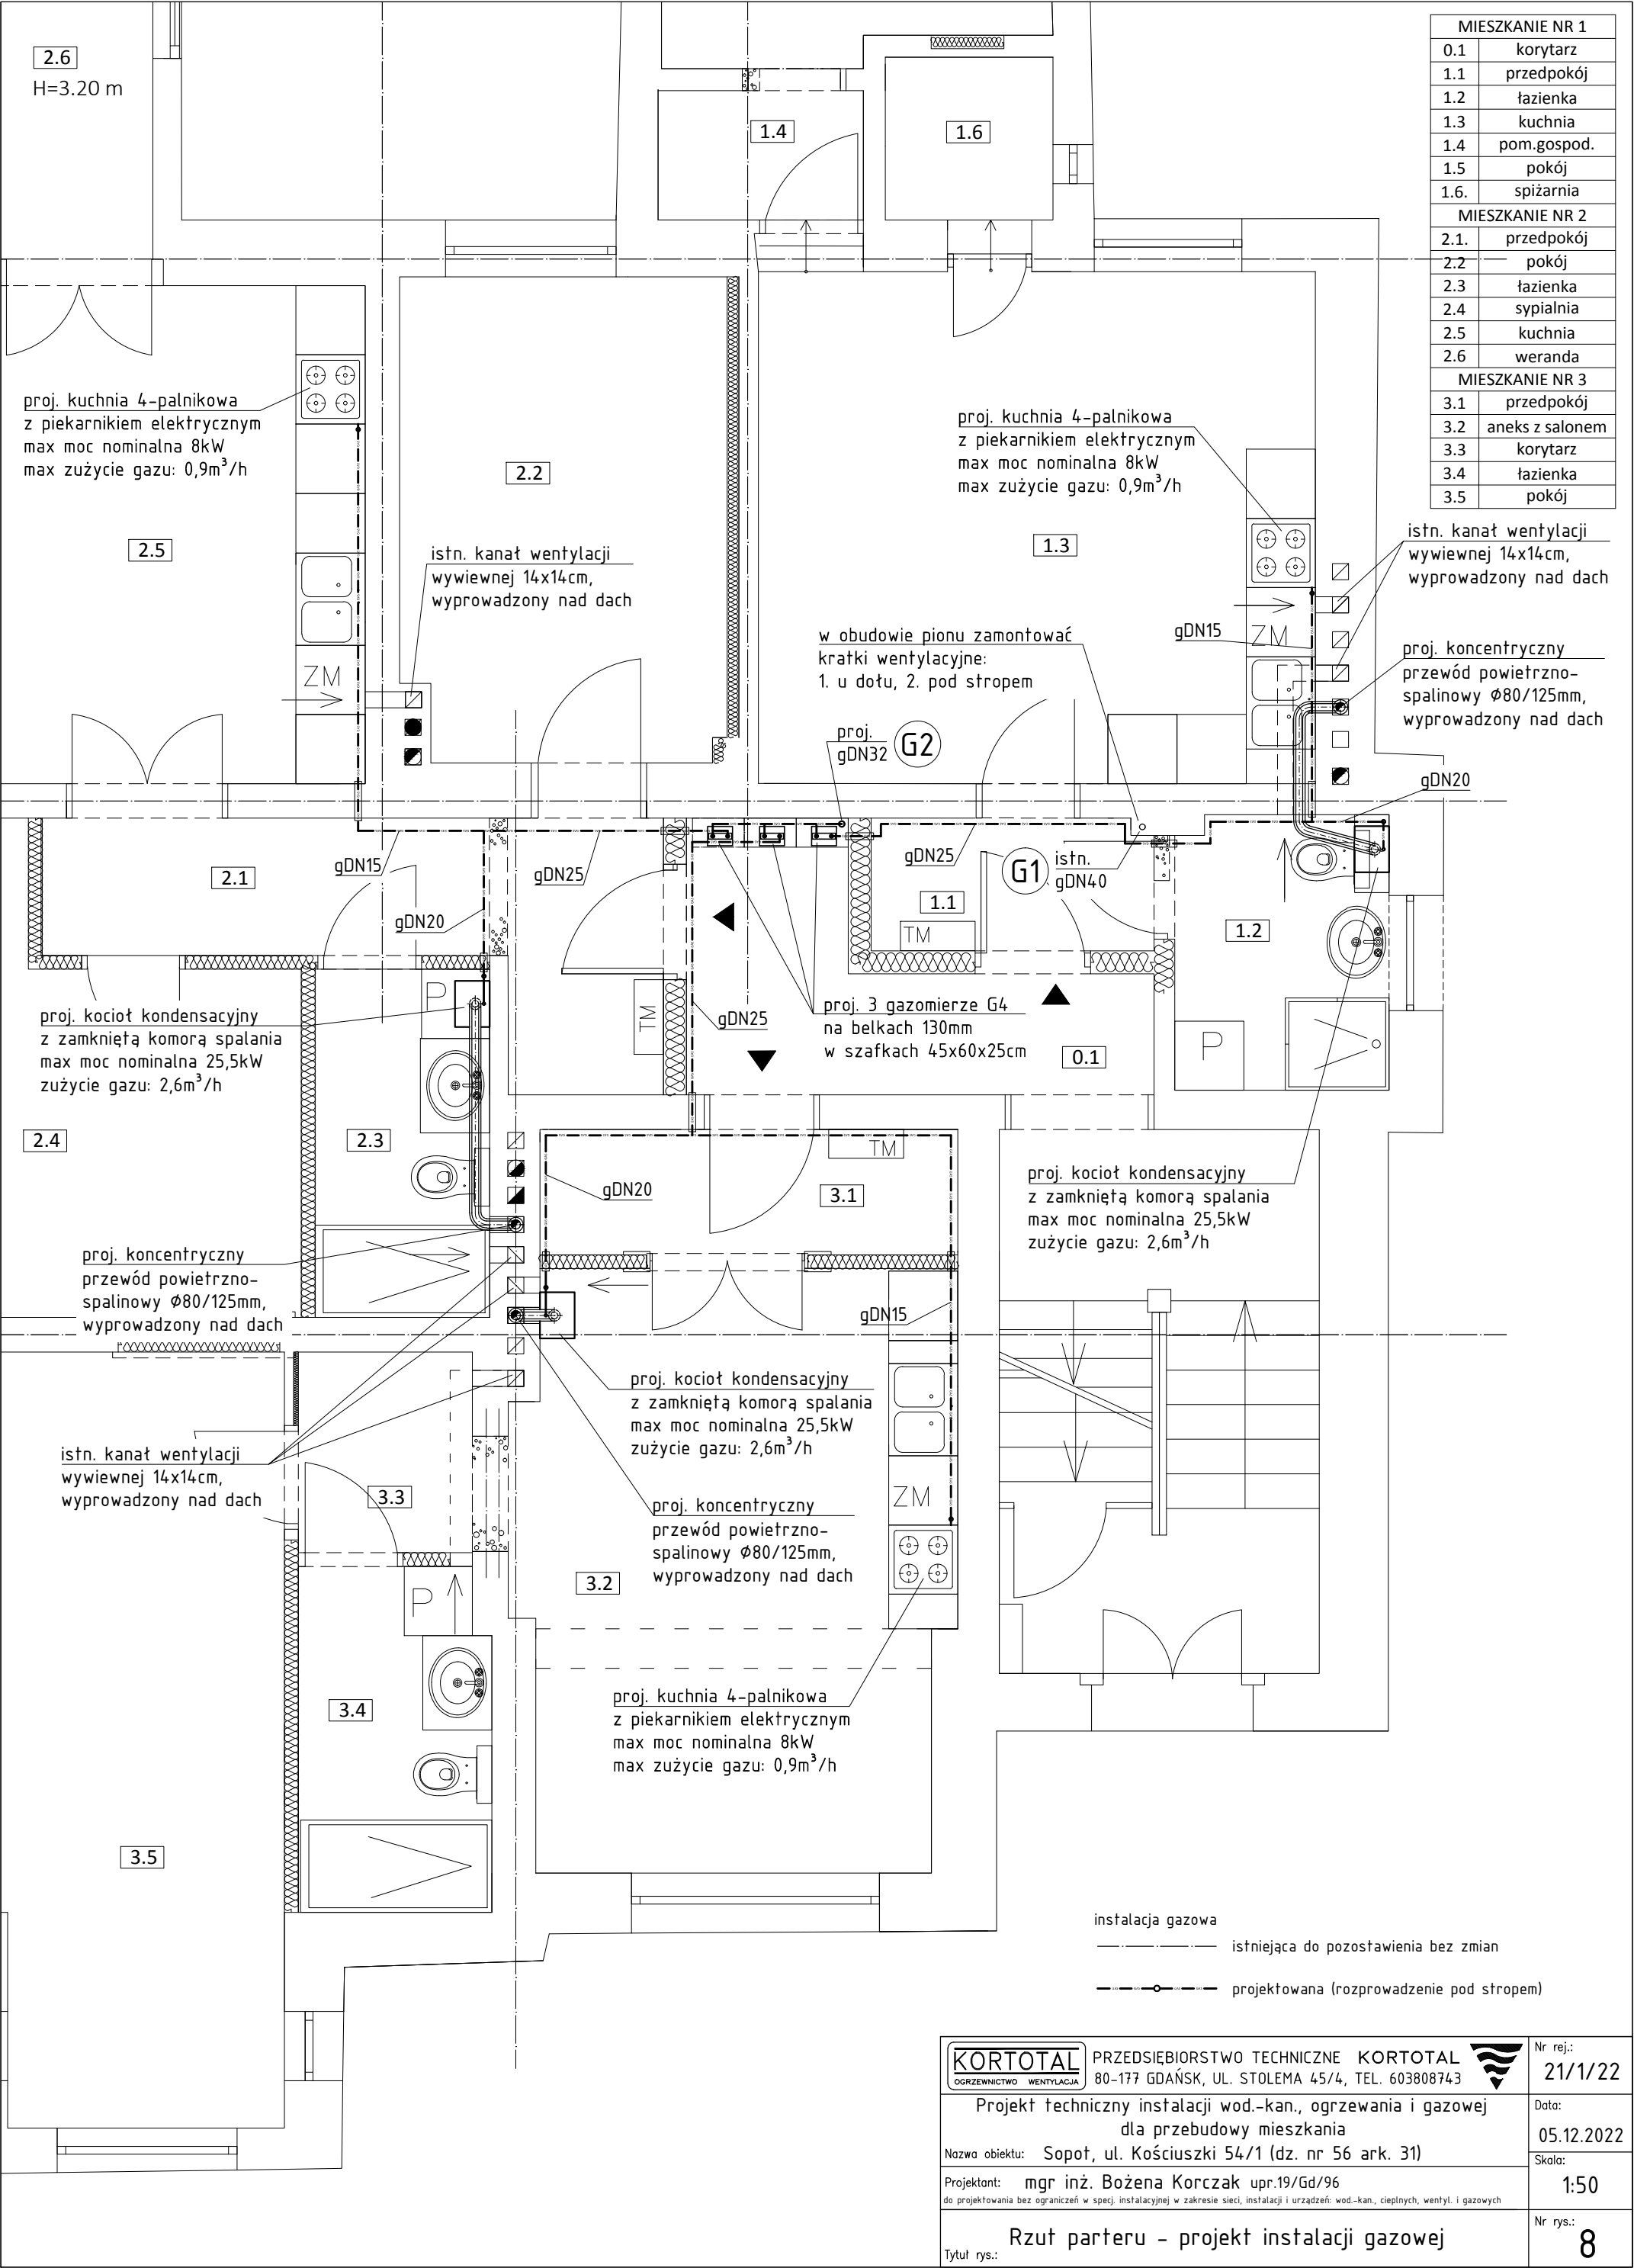 2.6
H=3.20 m
1.4
1.6
MIESZKANIE NR 1
0.1 korytarz
1.1 przedpokój
1.2 łazienka
1.3 kuchnia
1.4 pom.gospod.
1.5 pokój
1.6. spiżarnia
MIESZKANIE NR 2
2.1. przedpokój
2.2 pokój
2.3 łazienka
2.4 sypialnia
2.5 kuchnia
2.6 weranda
MIESZKANIE NR 3
3.1 przedpokój
3.2 aneks z salonem
3.3 korytarz
3.4 łazienka
3.5 pokój
proj. kuchnia 4-palnikowa
z piekarnikiem elektrycznym
max moc nominalna 8kW
max zużycie gazu: 0,9m³/h
2.5
ZM
2.2
istn. kanał wentylacji
wywiewnej 14x14cm,
wyprowadzony nad dach
proj. kuchnia 4-palnikowa
z piekarnikiem elektrycznym
max moc nominalna 8kW
max zużycie gazu: 0,9m³/h
1.3
istn. kanał wentylacji
wywiewnej 14x14cm,
wyprowadzony nad dach
w obudowie pionu zamontować
kratki wentylacyjne:
1. u dołu, 2. pod stropem
gDN15
ZM
proj. koncentryczny
przewód powietrzno-
spalinowy Ø80/125mm,
wyprowadzony nad dach
proj.
gDN32
G2
gDN20
gDN15
2.1
gDN20
gDN25
gDN25
1.1
TM
G1
istn.
gDN40
1.2
P
TM
gDN25
proj. 3 gazomierze G4
na belkach 130mm
w szafkach 45x60x25cm
0.1
P
proj. kocioł kondensacyjny
z zamkniętą komorą spalania
max moc nominalna 25,5kW
zużycie gazu: 2,6m³/h
2.4
2.3
TM
gDN20
3.1
proj. kocioł kondensacyjny
z zamkniętą komorą spalania
max moc nominalna 25,5kW
zużycie gazu: 2,6m³/h
proj. koncentryczny
przewód powietrzno-
spalinowy Ø80/125mm,
wyprowadzony nad dach
gDN15
proj. kocioł kondensacyjny
z zamkniętą komorą spalania
max moc nominalna 25,5kW
zużycie gazu: 2,6m³/h
istn. kanał wentylacji
wywiewnej 14x14cm,
wyprowadzony nad dach
3.3
ZM
proj. koncentryczny
przewód powietrzno-
spalinowy Ø80/125mm,
wyprowadzony nad dach
3.2
P
3.4
proj. kuchnia 4-palnikowa
z piekarnikiem elektrycznym
max moc nominalna 8kW
max zużycie gazu: 0,9m³/h
3.5
instalacja gazowa
istniejąca do pozostawienia bez zmian
projektowana (rozprowadzenie pod stropem)
KORTOTAL
OGRZEWNICTWO WENTYLACJA
PRZEDSIĘBIORSTWO TECHNICZNE KORTOTAL
80-177 GDAŃSK, UL. STOLEMA 45/4, TEL. 603808743
Nr rej.:
21/1/22
Projekt techniczny instalacji wod.-kan., ogrzewania i gazowej
dla przebudowy mieszkania
Nazwa obiektu: Sopot, ul. Kościuszki 54/1 (dz. nr 56 ark. 31)
Data:
05.12.2022
Projektant: mgr inż. Bożena Korczak upr.19/Gd/96
do projektowania bez ograniczeń w specj. instalacyjnej w zakresie sieci, instalacji i urządzeń: wod.-kan., cieplnych, wentyl. i gazowych
Skala:
1:50
Tytuł rys.: Rzut parteru - projekt instalacji gazowej
Nr rys.:
8